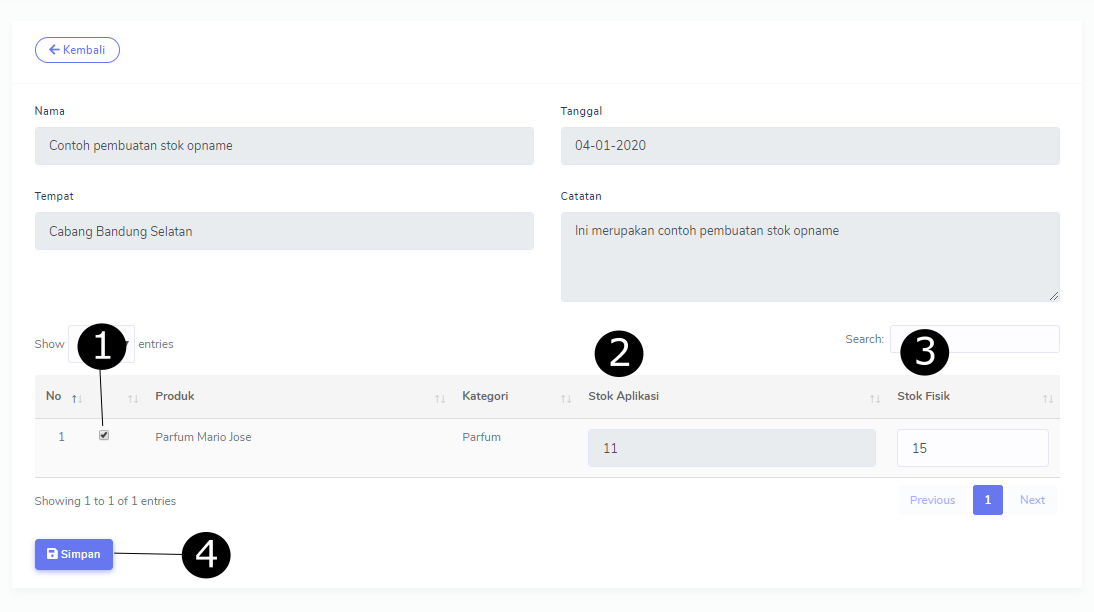 Kembali
Nama
Tanggal
Contoh pembuatan stok opname
04-01-2020
Tempat
Catatan
Cabang Bandung Selatan
Ini merupakan contoh pembuatan stok opname
Show 1 entries
2
Search: 3
No Produk Kategori Stok Aplikasi Stok Fisik
1 Parfum Mario Jose Parfum 11 15
Showing 1 to 1 of 1 entries
Previous 1 Next
Simpan 4